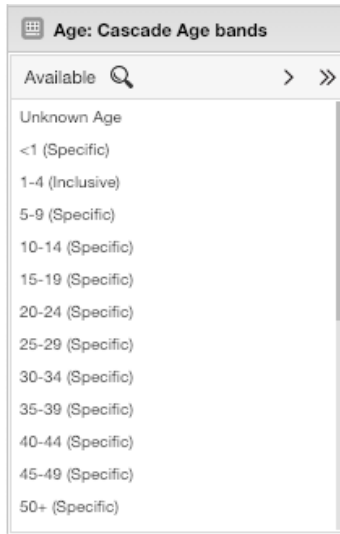 Age: Cascade Age bands
Available
Unknown Age
<1 (Specific)
1-4 (Inclusive)
5-9 (Specific)
10-14 (Specific)
15-19 (Specific)
20-24 (Specific)
25-29 (Specific)
30-34 (Specific)
35-39 (Specific)
40-44 (Specific)
45-49 (Specific)
50+ (Specific)